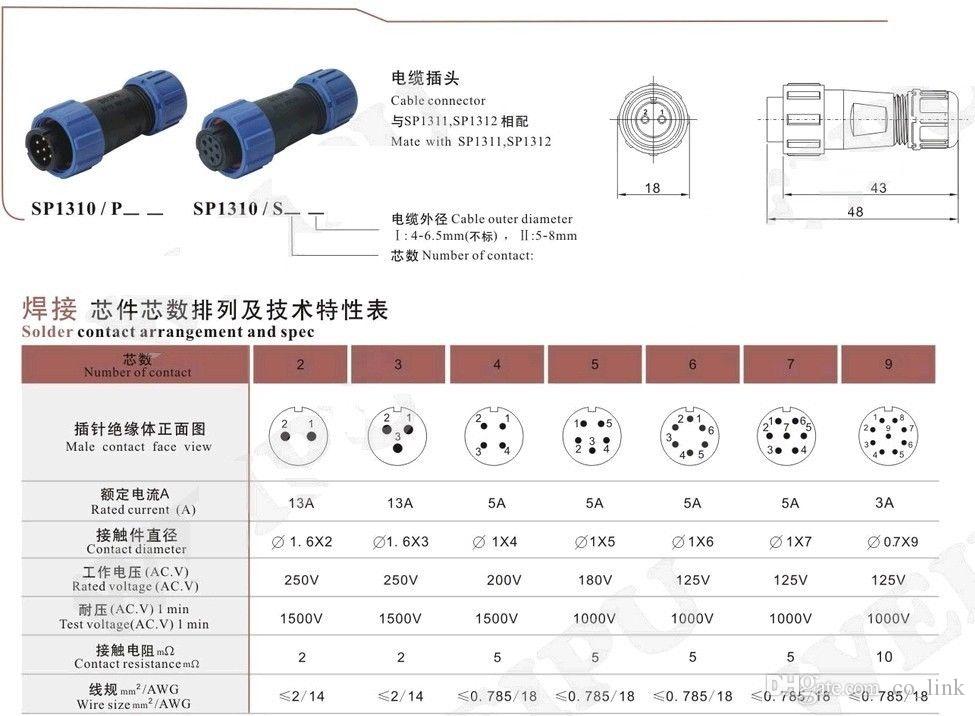 电缆插头
Cable connector
与SP1311,SP1312 相配
Mate with SP1311,SP1312
2 1
18
43
48
SP1310 / P_ _
SP1310 / S_ _
电缆外径 Cable outer diameter
Ⅰ: 4-6.5mm(不标) , Ⅱ:5-8mm
芯数 Number of contact:
焊接 芯件芯数排列及技术特性表
Solder contact arrangement and spec
芯数
Number of contact 2 3 4 5 6 7 9
插针绝缘体正面图
Male contact face view
2 1
2 1 3
2 1 3 4
1 5 2 3 4
2 1 6 3 5 4
1 6 2 7 5 3 4
1 8 2 9 7 3 6 4 5
额定电流A
Rated current (A) 13A 13A 5A 5A 5A 5A 3A
接触件直径
Contact diameter ∅1.6X2 ∅1.6X3 ∅1X4 ∅1X5 ∅1X6 ∅1X7 ∅0.7X9
工作电压(AC.V)
Rated voltage (AC.V) 250V 250V 200V 180V 125V 125V 125V
耐压(AC.V) 1 min
Test voltage(AC.V) 1 min 1500V 1500V 1500V 1000V 1000V 1000V 1000V
接触电阻mΩ
Contact resistancemΩ 2 2 5 5 5 5 10
线规 mm²/AWG
Wire sizemm²/AWG ≤2/14 ≤2/14 ≤0.785/18 ≤0.785/18 ≤0.785/18 ≤0.785/18
DHgate.com co_link